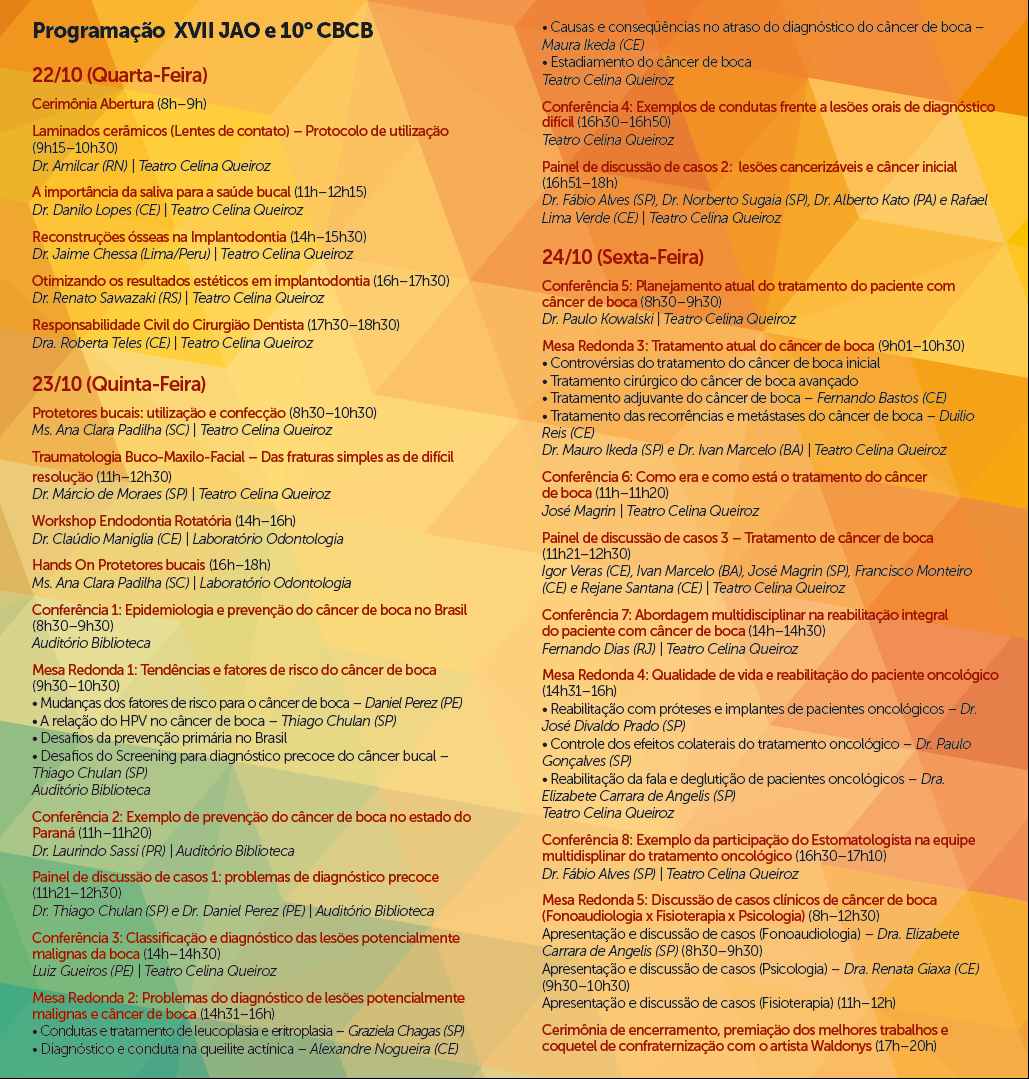 Programação XVII JAO e 10º CBCB
22/10 (Quarta-Feira)
Cerimônia Abertura (8h–9h)
Laminados cerâmicos (Lentes de contato) – Protocolo de utilização
(9h15–10h30)
Dr. Amilcar (RN) | Teatro Celina Queiroz
A importância da saliva para a saúde bucal (11h–12h15)
Dr. Danilo Lopes (CE) | Teatro Celina Queiroz
Reconstruções ósseas na Implantodontia (14h–15h30)
Dr. Jaime Chessa (Lima/Peru) | Teatro Celina Queiroz
Otimizando os resultados estéticos em implantodontia (16h–17h30)
Dr. Renato Sawazaki (RS) | Teatro Celina Queiroz
Responsabilidade Civil do Cirurgião Dentista (17h30–18h30)
Dra. Roberta Teles (CE) | Teatro Celina Queiroz
23/10 (Quinta-Feira)
Protetores bucais: utilização e confecção (8h30–10h30)
Ms. Ana Clara Padilha (SC) | Teatro Celina Queiroz
Traumatologia Buco-Maxilo-Facial – Das fraturas simples as de difícil
resolução (11h–12h30)
Dr. Márcio de Moraes (SP) | Teatro Celina Queiroz
Workshop Endodontia Rotatória (14h–16h)
Dr. Claúdio Maniglia (CE) | Laboratório Odontologia
Hands On Protetores bucais (16h–18h)
Ms. Ana Clara Padilha (SC) | Laboratório Odontologia
Conferência 1: Epidemiologia e prevenção do câncer de boca no Brasil
(8h30–9h30)
Auditório Biblioteca
Mesa Redonda 1: Tendências e fatores de risco do câncer de boca
(9h30–10h30)
• Mudanças dos fatores de risco para o câncer de boca – Daniel Perez (PE)
• A relação do HPV no câncer de boca – Thiago Chulan (SP)
• Desafios da prevenção primária no Brasil
• Desafios do Screening para diagnóstico precoce do câncer bucal –
Thiago Chulan (SP)
Auditório Biblioteca
Conferência 2: Exemplo de prevenção do câncer de boca no estado do
Paraná (11h–11h20)
Dr. Laurindo Sassi (PR) | Auditório Biblioteca
Painel de discussão de casos 1: problemas de diagnóstico precoce
(11h21–12h30)
Dr. Thiago Chulan (SP) e Dr. Daniel Perez (PE) | Auditório Biblioteca
Conferência 3: Classificação e diagnóstico das lesões potencialmente
malignas da boca (14h–14h30)
Luiz Gueiros (PE) | Teatro Celina Queiroz
Mesa Redonda 2: Problemas do diagnóstico de lesões potencialmente
malignas e câncer de boca (14h31–16h)
• Condutas e tratamento de leucoplasia e eritroplasia – Graziela Chagas (SP)
• Diagnóstico e conduta na queilite actínica – Alexandre Nogueira (CE)
• Causas e conseqüências no atraso do diagnóstico do câncer de boca –
Maura Ikeda (CE)
• Estadiamento do câncer de boca
Teatro Celina Queiroz
Conferência 4: Exemplos de condutas frente a lesões orais de diagnóstico
difícil (16h30–16h50)
Teatro Celina Queiroz
Painel de discussão de casos 2: lesões cancerizáveis e câncer inicial
(16h51–18h)
Dr. Fábio Alves (SP), Dr. Norberto Sugaia (SP), Dr. Alberto Kato (PA) e Rafael
Lima Verde (CE) | Teatro Celina Queiroz
24/10 (Sexta-Feira)
Conferência 5: Planejamento atual do tratamento do paciente com
câncer de boca (8h30–9h30)
Dr. Paulo Kowalski | Teatro Celina Queiroz
Mesa Redonda 3: Tratamento atual do câncer de boca (9h01–10h30)
• Controvérsias do tratamento do câncer de boca inicial
• Tratamento cirúrgico do câncer de boca avançado
• Tratamento adjuvante do câncer de boca – Fernando Bastos (CE)
• Tratamento das recorrências e metástases do câncer de boca – Duilio
Reis (CE)
Dr. Mauro Ikeda (SP) e Dr. Ivan Marcelo (BA) | Teatro Celina Queiroz
Conferência 6: Como era e como está o tratamento do câncer
de boca (11h–11h20)
José Magrin | Teatro Celina Queiroz
Painel de discussão de casos 3 – Tratamento de câncer de boca
(11h21–12h30)
Igor Veras (CE), Ivan Marcelo (BA), José Magrin (SP), Francisco Monteiro
(CE) e Rejane Santana (CE) | Teatro Celina Queiroz
Conferência 7: Abordagem multidisciplinar na reabilitação integral
do paciente com câncer de boca (14h–14h30)
Fernando Dias (RJ) | Teatro Celina Queiroz
Mesa Redonda 4: Qualidade de vida e reabilitação do paciente oncológico
(14h31–16h)
• Reabilitação com próteses e implantes de pacientes oncológicos – Dr.
José Divaldo Prado (SP)
• Controle dos efeitos colaterais do tratamento oncológico – Dr. Paulo
Gonçalves (SP)
• Reabilitação da fala e deglutição de pacientes oncológicos – Dra.
Elizabete Carrara de Angelis (SP)
Teatro Celina Queiroz
Conferência 8: Exemplo da participação do Estomatologista na equipe
multidisplinar do tratamento oncológico (16h30–17h10)
Dr. Fábio Alves (SP) | Teatro Celina Queiroz
Mesa Redonda 5: Discussão de casos clínicos de câncer de boca
(Fonoaudiologia x Fisioterapia x Psicologia) (8h–12h30)
Apresentação e discussão de casos (Fonoaudiologia) – Dra. Elizabete
Carrara de Angelis (SP) (8h30–9h30)
Apresentação e discussão de casos (Psicologia) – Dra. Renata Giaxa (CE)
(9h30–10h30)
Apresentação e discussão de casos (Fisioterapia) (11h–12h)
Cerimônia de encerramento, premiação dos melhores trabalhos e
coquetel de confraternização com o artista Waldonys (17h–20h)